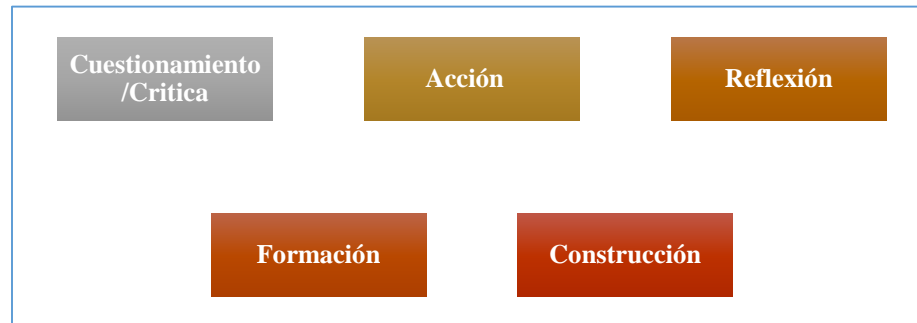 Cuestionamiento
/Critica
Acción
Reflexión
Formación
Construcción